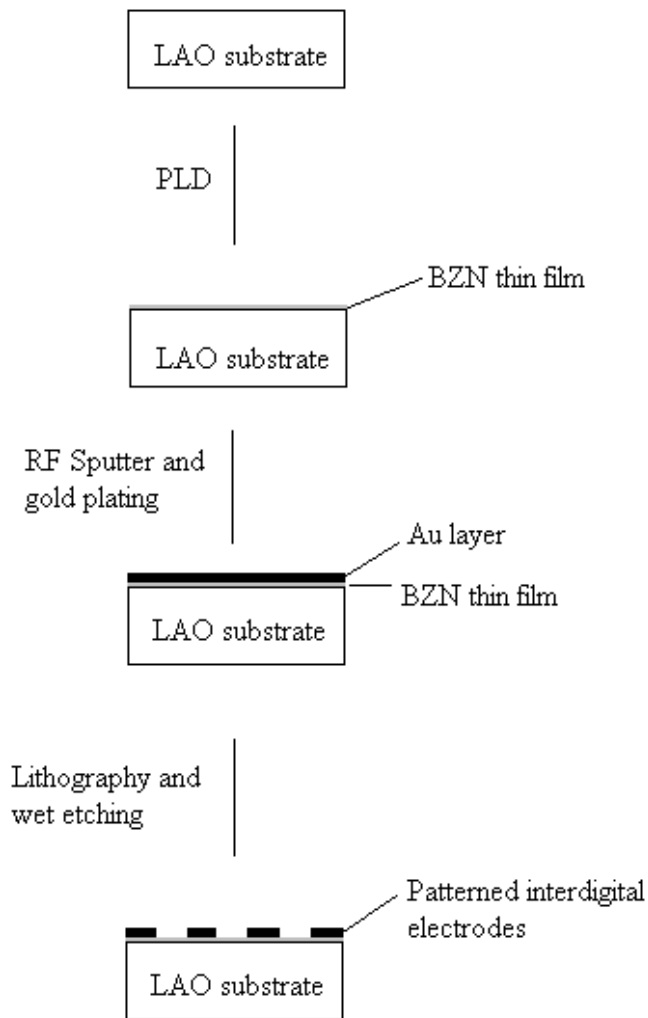 LAO substrate
PLD
BZN thin film
LAO substrate
RF Sputter and
gold plating
Au layer
BZN thin film
LAO substrate
Lithography and
wet etching
Patterned interdigital
electrodes
LAO substrate